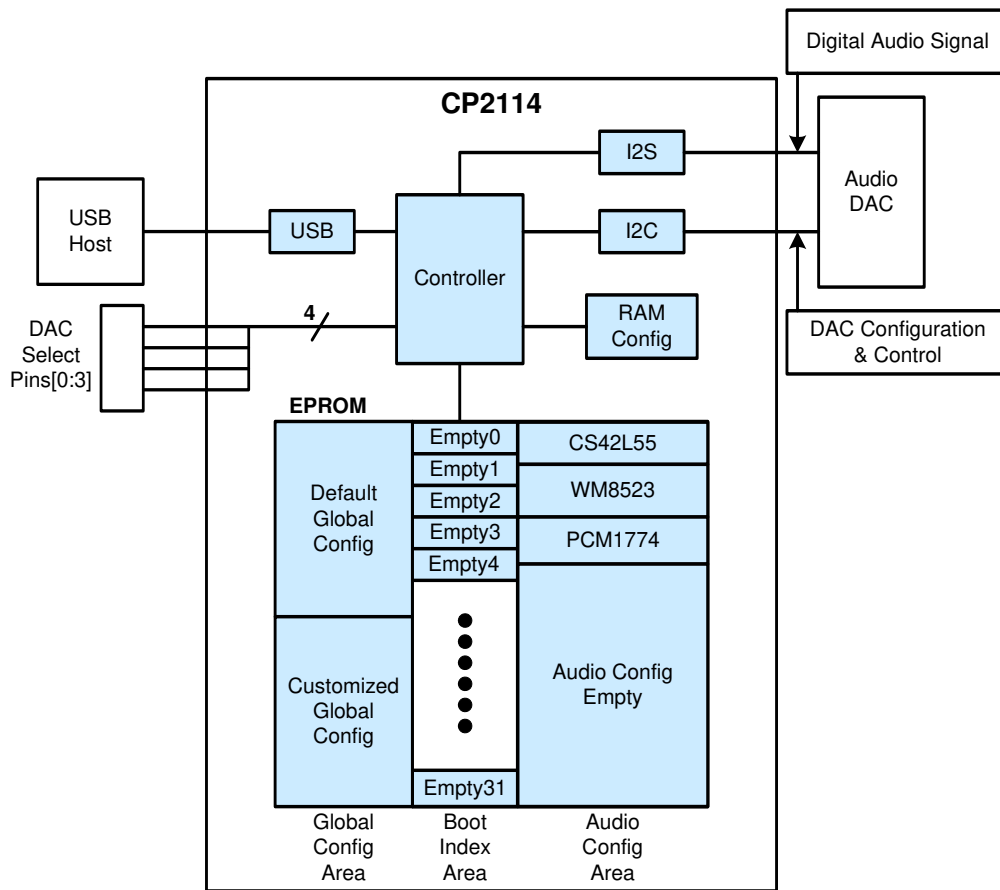 Digital Audio Signal
CP2114
I2S
Audio
DAC
USB
Host
USB
I2C
Controller
4
DAC
Select
Pins[0:3]
RAM
Config
DAC Configuration
& Control
EPROM
Default
Global
Config
Customized
Global
Config
Empty0
Empty1
Empty2
Empty3
Empty4
Empty31
CS42L55
WM8523
PCM1774
Audio Config
Empty
Global
Config
Area
Boot
Index
Area
Audio
Config
Area